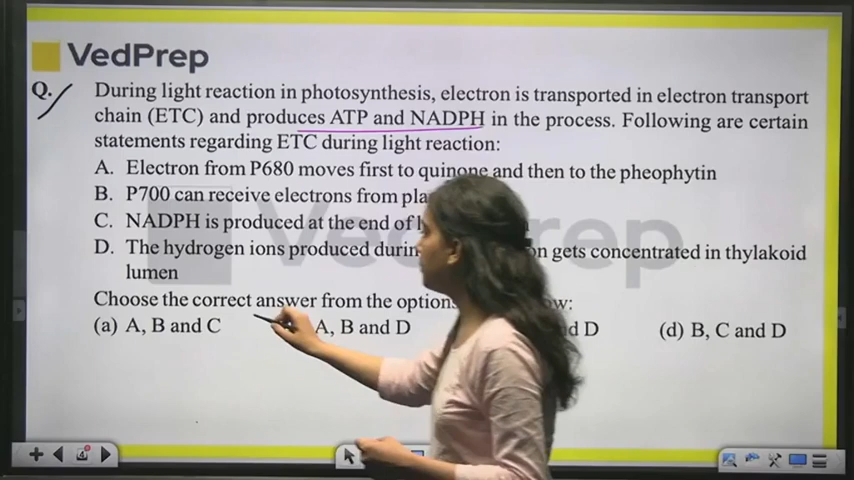 VedPrep
Q. During light reaction in photosynthesis, electron is transported in electron transport
chain (ETC) and produces ATP and NADPH in the process. Following are certain
statements regarding ETC during light reaction:
A. Electron from P680 moves first to quinone and then to the pheophytin
B. P700 can receive electrons from
C. NADPH is produced at the end of
D. The hydrogen ions produced gets concentrated in thylakoid
lumen
Choose the correct answer from the
(a) A, B and C A, B and D d D (d) B, C and D
4